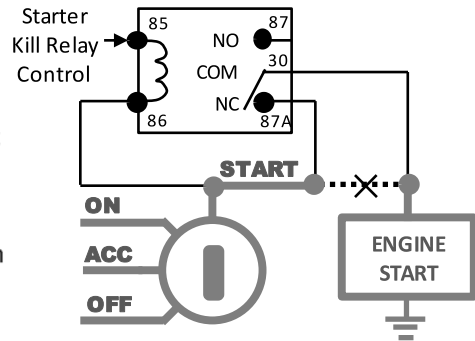 Starter
Kill Relay
Control
85
86
NO
COM
NC
87
30
87A
START
ON
ACC
OFF
ENGINE
START
n